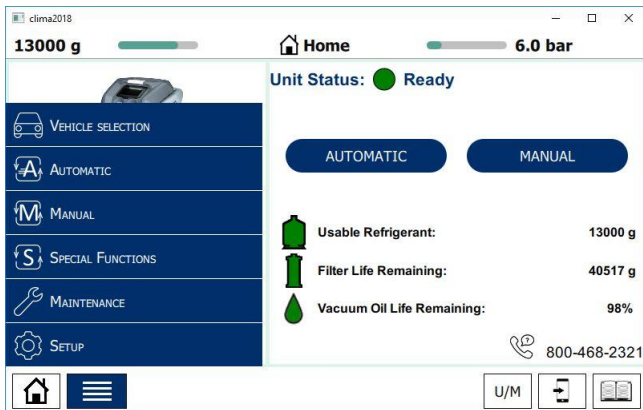 clima2018
13000 g Home 6.0 bar
Unit Status: Ready
VEHICLE SELECTION
AUTOMATIC
MANUAL
SPECIAL FUNCTIONS
MAINTENANCE
SETUP
AUTOMATIC MANUAL
Usable Refrigerant: 13000 g
Filter Life Remaining: 40517 g
Vacuum Oil Life Remaining: 98%
800-468-2321
U/M